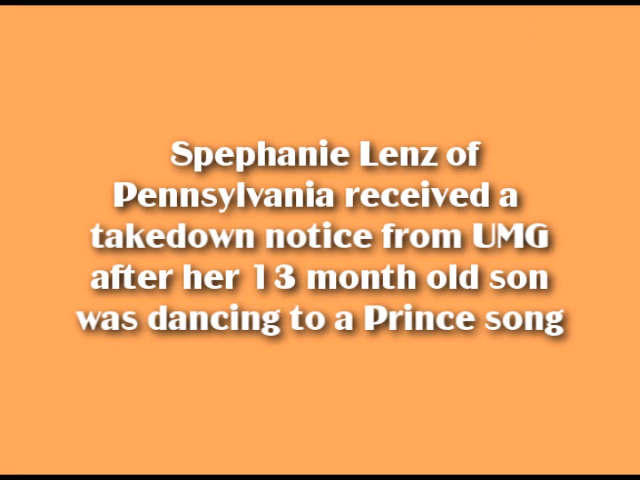 Spephanie Lenz of
Pennsylvania received a
takedown notice from UMG
after her 13 month old son
was dancing to a Prince song